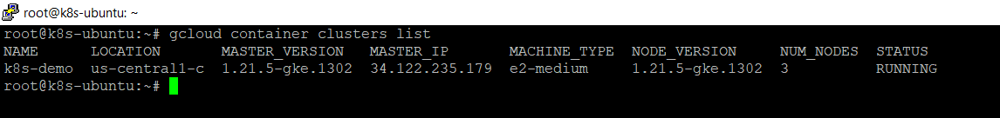 root@k8s-ubuntu: ~
root@k8s-ubuntu:~# gcloud container clusters list
NAME LOCATION MASTER_VERSION MASTER_IP MACHINE_TYPE NODE_VERSION NUM_NODES STATUS
k8s-demo us-central1-c 1.21.5-gke.1302 34.122.235.179 e2-medium 1.21.5-gke.1302 3 RUNNING
root@k8s-ubuntu:~#